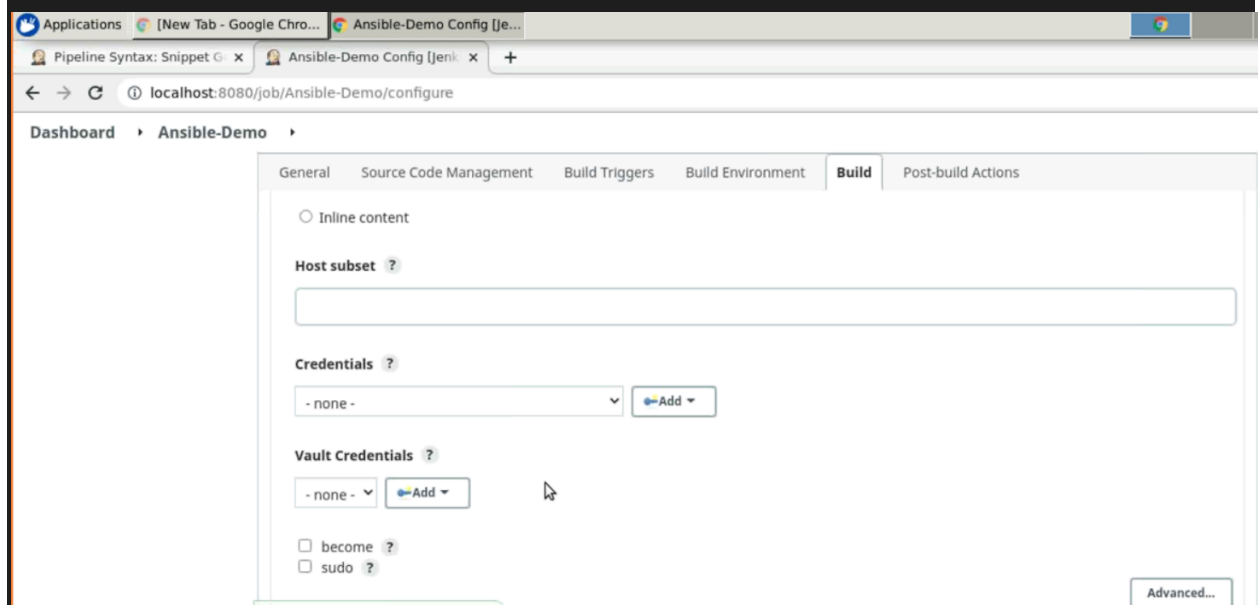 Applications [New Tab - Google Chro... Ansible-Demo Config [Je...
Pipeline Syntax: Snippet G Ansible-Demo Config [Jenk
localhost:8080/job/Ansible-Demo/configure
Dashboard Ansible-Demo
General Source Code Management Build Triggers Build Environment Build Post-build Actions
Inline content
Host subset ?
Credentials ?
- none - Add
Vault Credentials ?
- none - Add
become ?
sudo ?
Advanced...